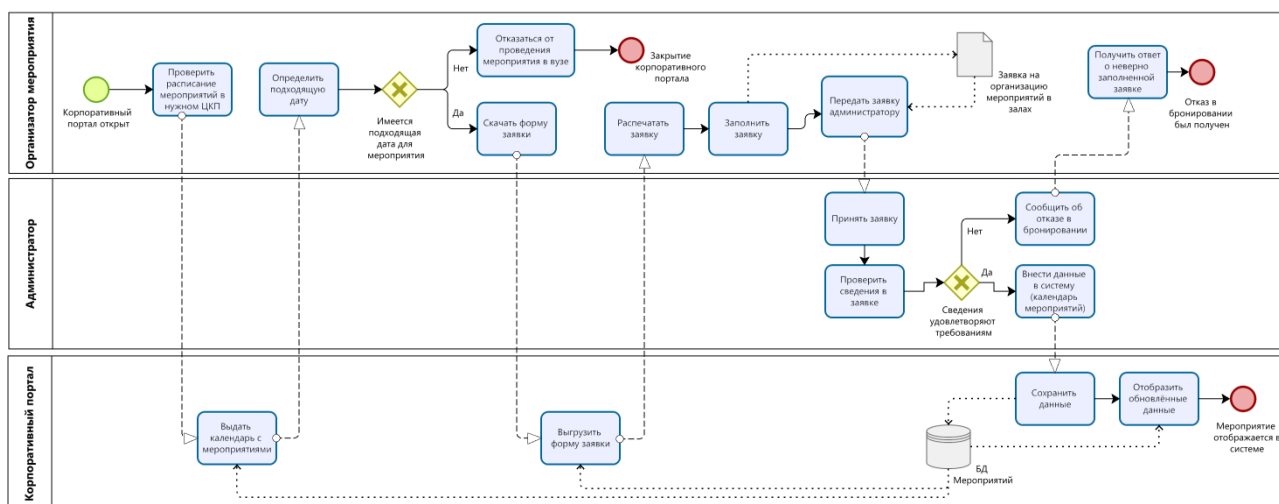 Организатор мероприятия
Корпоративный
портал открыт
Проверить
расписание
мероприятий в
нужном ЦКП
Определить
подходящую
дату
Имеется
подходящая
дата для
мероприятия
Нет
Да
Отказаться от
проведения
мероприятия в вузе
Закрытие
корпоративного
портала
Скачать форму
заявки
Распечатать
заявку
Заполнить
заявку
Передать заявку
администратору
Заявка на
организацию
мероприятий в
залах
Получить ответ
о неверно
заполненной
заявке
Отказ в
бронировании
был получен
Администратор
Принять заявку
Проверить
сведения в
заявке
Сведения
удовлетворяют
требованиям
Нет
Да
Сообщить об
отказе в
бронировании
Внести данные
в систему
(календарь
мероприятий)
Корпоративный портал
Выдать
календарь с
мероприятиями
Выгрузить
форму заявки
БД
Мероприятий
Сохранить
данные
Отобразить
обновлённые
данные
Мероприятие
отображается в
системе